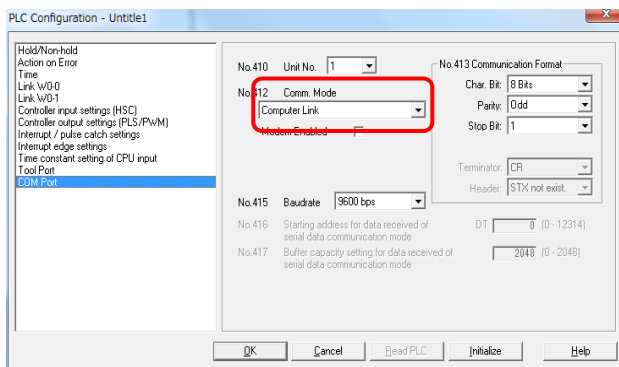 PLC Configuration - Untitle1
Hold/Non-hold
Action on Error
Time
Link W0-0
Link W0-1
Controller input settings (HSC)
Controller output settings (PLS/PWM)
Interrupt / pulse catch settings
Interrupt edge settings
Time constant setting of CPU input
Tool Port
COM Port
No.410 Unit No. 1
No.412 Comm. Mode
Computer Link
Modem Enabled
No.413 Communication Format
Char. Bit: 8 Bits
Parity: Odd
Stop Bit: 1
Terminator: CR
Header: STX not exist.
No.415 Baudrate 9600 bps
No.416 Starting address for data received of serial data communication mode DT 0 (0 - 12314)
No.417 Buffer capacity setting for data received of serial data communication mode 2048 (0 - 2048)
OK Cancel Read PLC Initialize Help